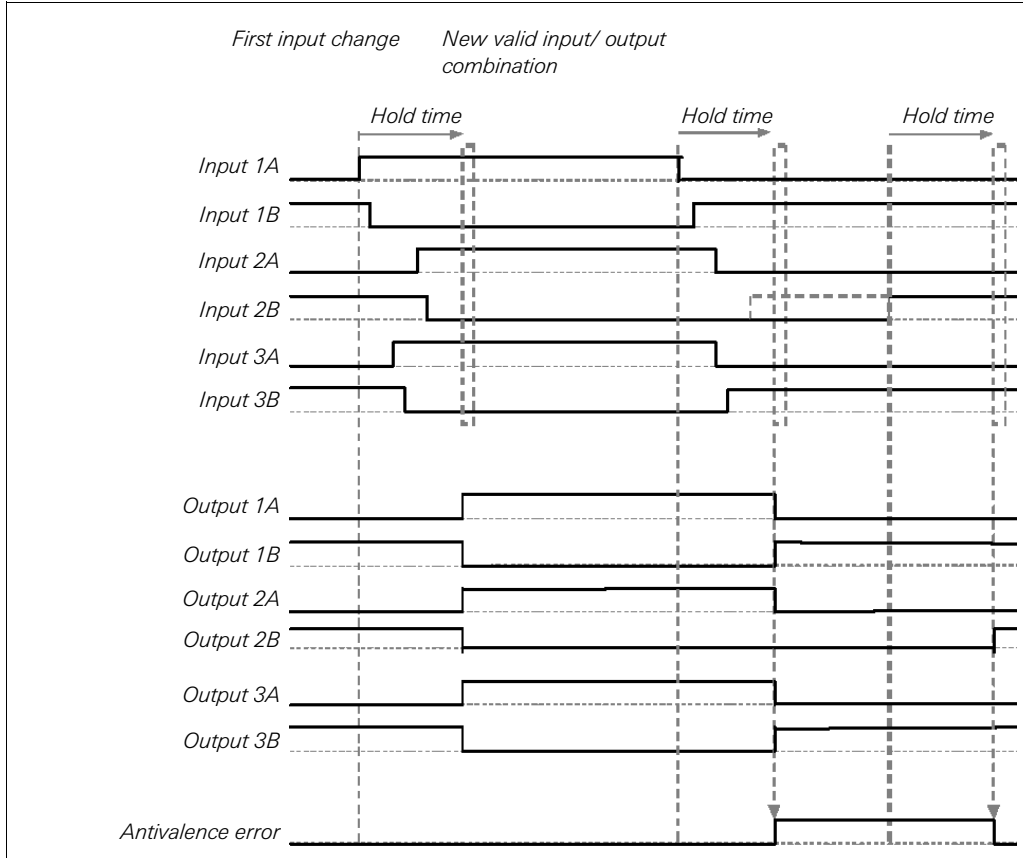 First input change
New valid input/ output
combination
Hold time
Hold time
Hold time
Input 1A
Input 1B
Input 2A
Input 2B
Input 3A
Input 3B
Output 1A
Output 1B
Output 2A
Output 2B
Output 3A
Output 3B
Antivalence error